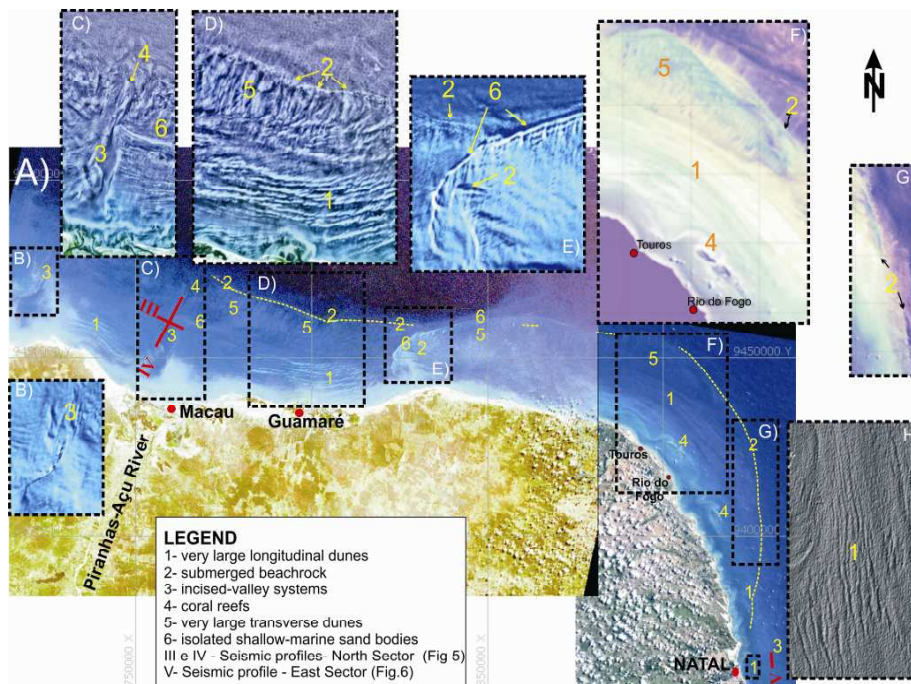 C)
4
6
3
D)
2
5
1
2
6
2
E)
F)
5
2
1
4
Touros
Rio do Fogo
N
G
2
A)
B)
3
C)
4
III
3
6
IV
1
2
5
D)
5
2
1
2
6
2
E)
6
5
9450000 Y
F)
5
1
4
Touros
Rio do
Fogo
4
G)
2
9400000 Y
1
H
1
B)
3
Macau
Guamaré
Piranhas-Açu River
LEGEND
1- very large longitudinal dunes
2- submerged beachrock
3- incised-valley systems
4- coral reefs
5- very large transverse dunes
6- isolated shallow-marine sand bodies
III e IV - Seismic profiles- North Sector (Fig 5)
V- Seismic profile - East Sector (Fig.6)
750000 X
850000 X
NATAL
1
3
V